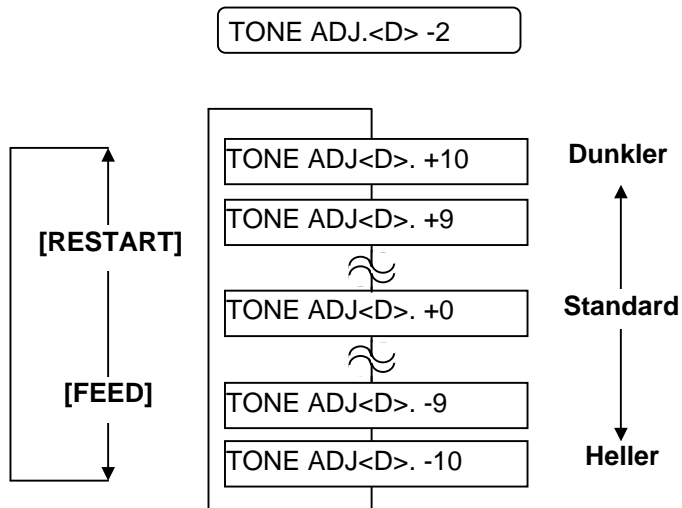 TONE ADJ.<D> -2
TONE ADJ<D>. +10
Dunkler
TONE ADJ<D>. +9
[RESTART]
TONE ADJ<D>. +0
Standard
[FEED]
TONE ADJ<D>. -9
TONE ADJ<D>. -10
Heller